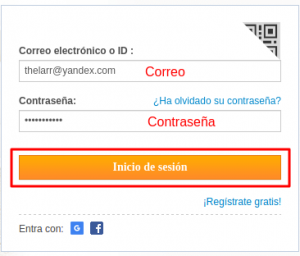 Correo electrónico o ID :
thelarr@yandex.com Correo
Contraseña: ¿Ha olvidado su contraseña?
•••••••••••• Contraseña
Inicio de sesión
¡Regístrate gratis!
Entra con: G f